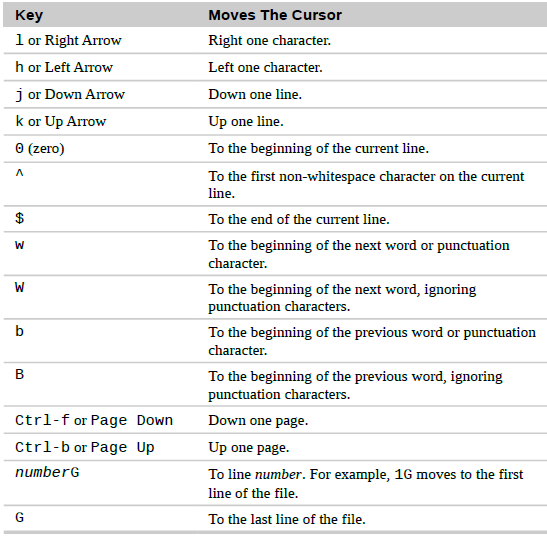 Key Moves The Cursor
l or Right Arrow Right one character.
h or Left Arrow Left one character.
j or Down Arrow Down one line.
k or Up Arrow Up one line.
0 (zero) To the beginning of the current line.
^ To the first non-whitespace character on the current
line.
$ To the end of the current line.
w To the beginning of the next word or punctuation
character.
W To the beginning of the next word, ignoring
punctuation characters.
b To the beginning of the previous word or punctuation
character.
B To the beginning of the previous word, ignoring
punctuation characters.
Ctrl-f or Page Down Down one page.
Ctrl-b or Page Up Up one page.
numberG To line number. For example, 1G moves to the first
line of the file.
G To the last line of the file.